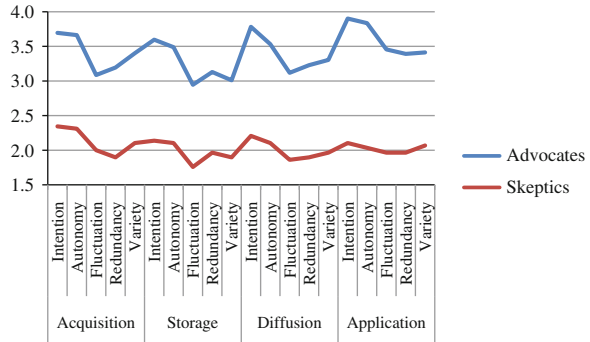 4.0
3.5
3.0
2.5
2.0
1.5
Intention
Autonomy
Fluctuation
Redundancy
Variety
Intention
Autonomy
Fluctuation
Redundancy
Variety
Intention
Autonomy
Fluctuation
Redundancy
Variety
Intention
Autonomy
Fluctuation
Redundancy
Variety
Acquisition Storage Diffusion Application
Advocates
Skeptics